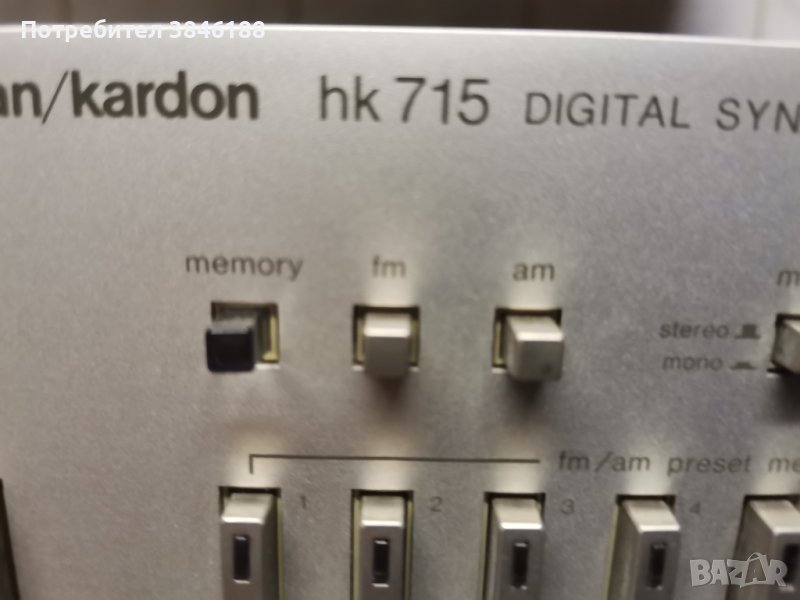 Потребител 3846188
an/kardon hk 715 DIGITAL SYN
memory fm am m
stereo
mono
fm/am preset me
1 2 3 4
BAZAR